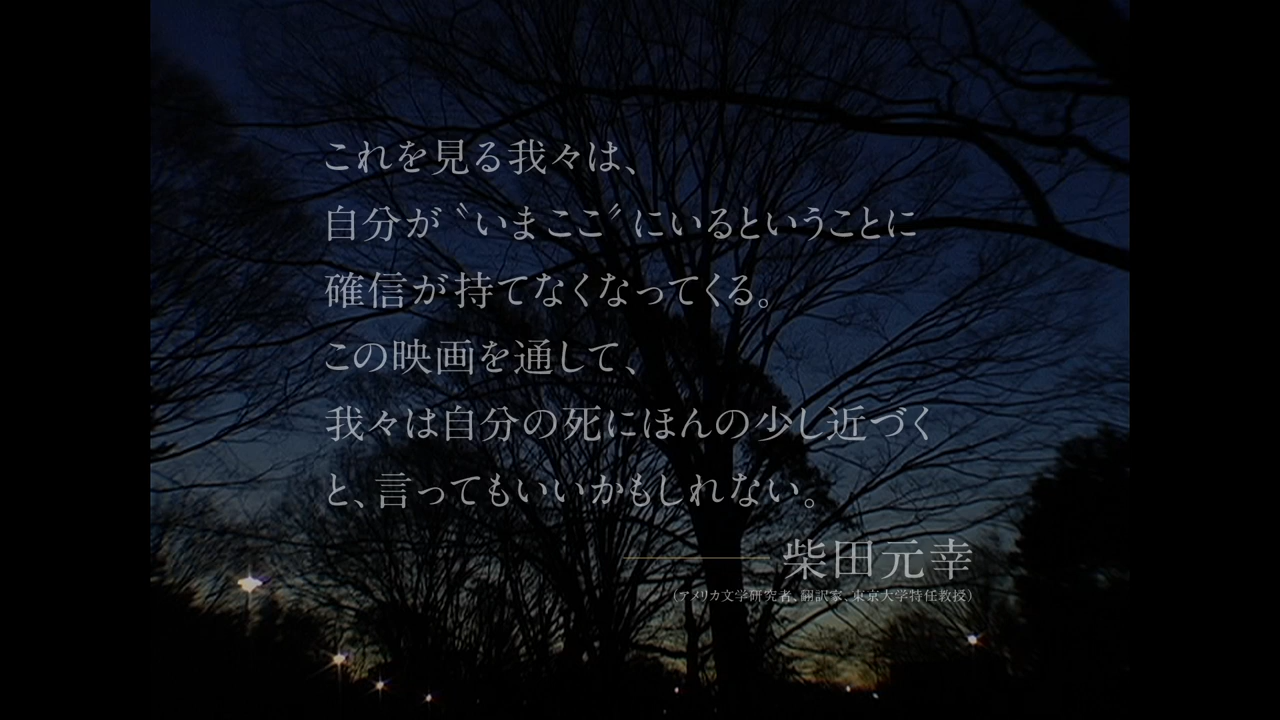 これを見る我々は、
自分が〝いまここ〟にいるということに
確信が持てなくなってくる。
この映画を通して、
我々は自分の死にほんの少し近づく
と、言ってもいいかもしれない。
柴田元幸
（アメリカ文学研究者、翻訳家、東京大学特任教授）